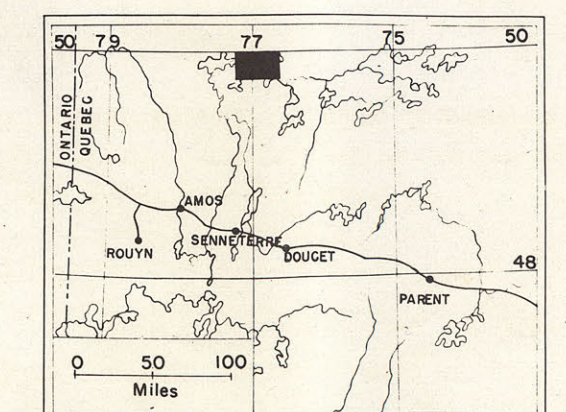 50 79 77 75 50
ONTARIO
QUEBEC
AMOS
SENNETERRE
ROUYN
DOUCET
48
PARENT
0 50 100
Miles